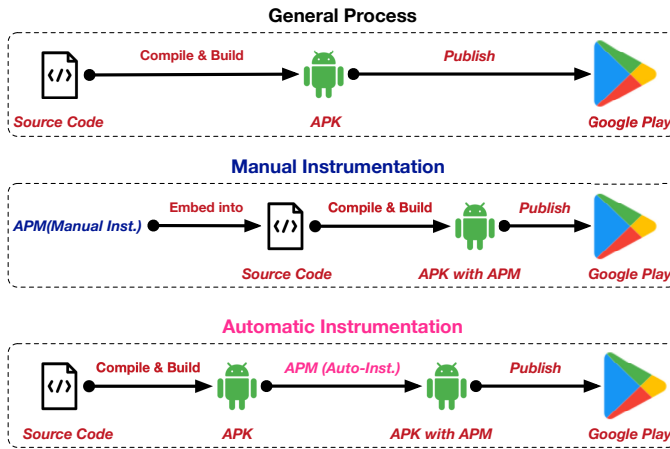 General Process
Compile & Build
Publish
</>
Source Code
APK
Google Play
Manual Instrumentation
APM(Manual Inst.)
Embed into
</>
Compile & Build
Publish
Source Code
APK with APM
Google Play
Automatic Instrumentation
</>
Compile & Build
APM (Auto-Inst.)
Publish
Source Code
APK
APK with APM
Google Play